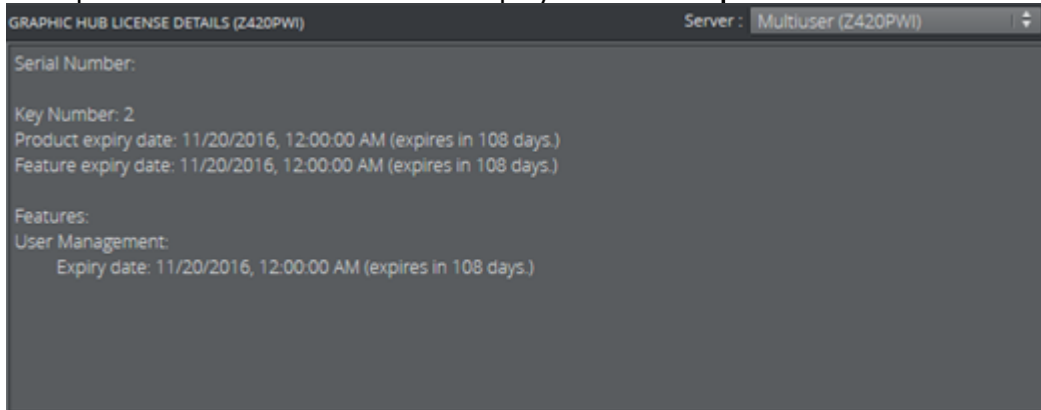 GRAPHIC HUB LICENSE DETAILS (Z420PWI)
Server : Multiuser (Z420PWI)
Serial Number:
Key Number: 2
Product expiry date: 11/20/2016, 12:00:00 AM (expires in 108 days.)
Feature expiry date: 11/20/2016, 12:00:00 AM (expires in 108 days.)
Features:
User Management:
Expiry date: 11/20/2016, 12:00:00 AM (expires in 108 days.)